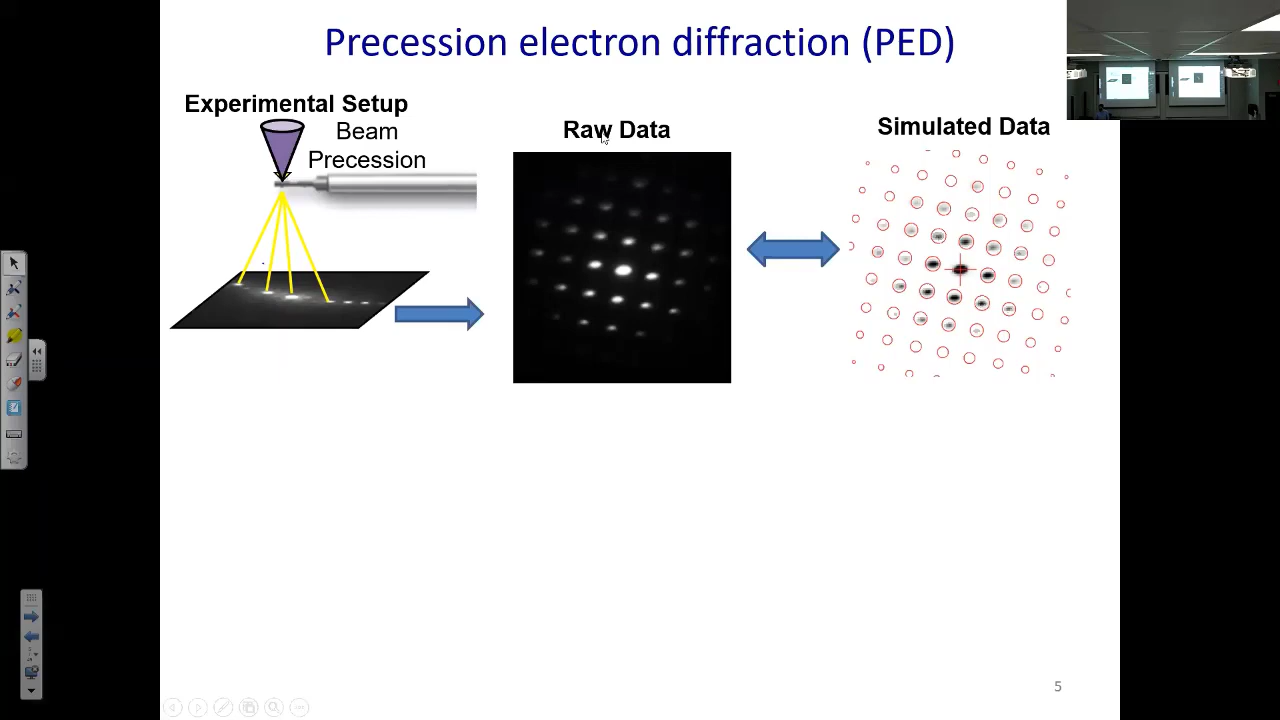 Precession electron diffraction (PED)
Experimental Setup
Beam
Precession
Raw Data
Simulated Data
5